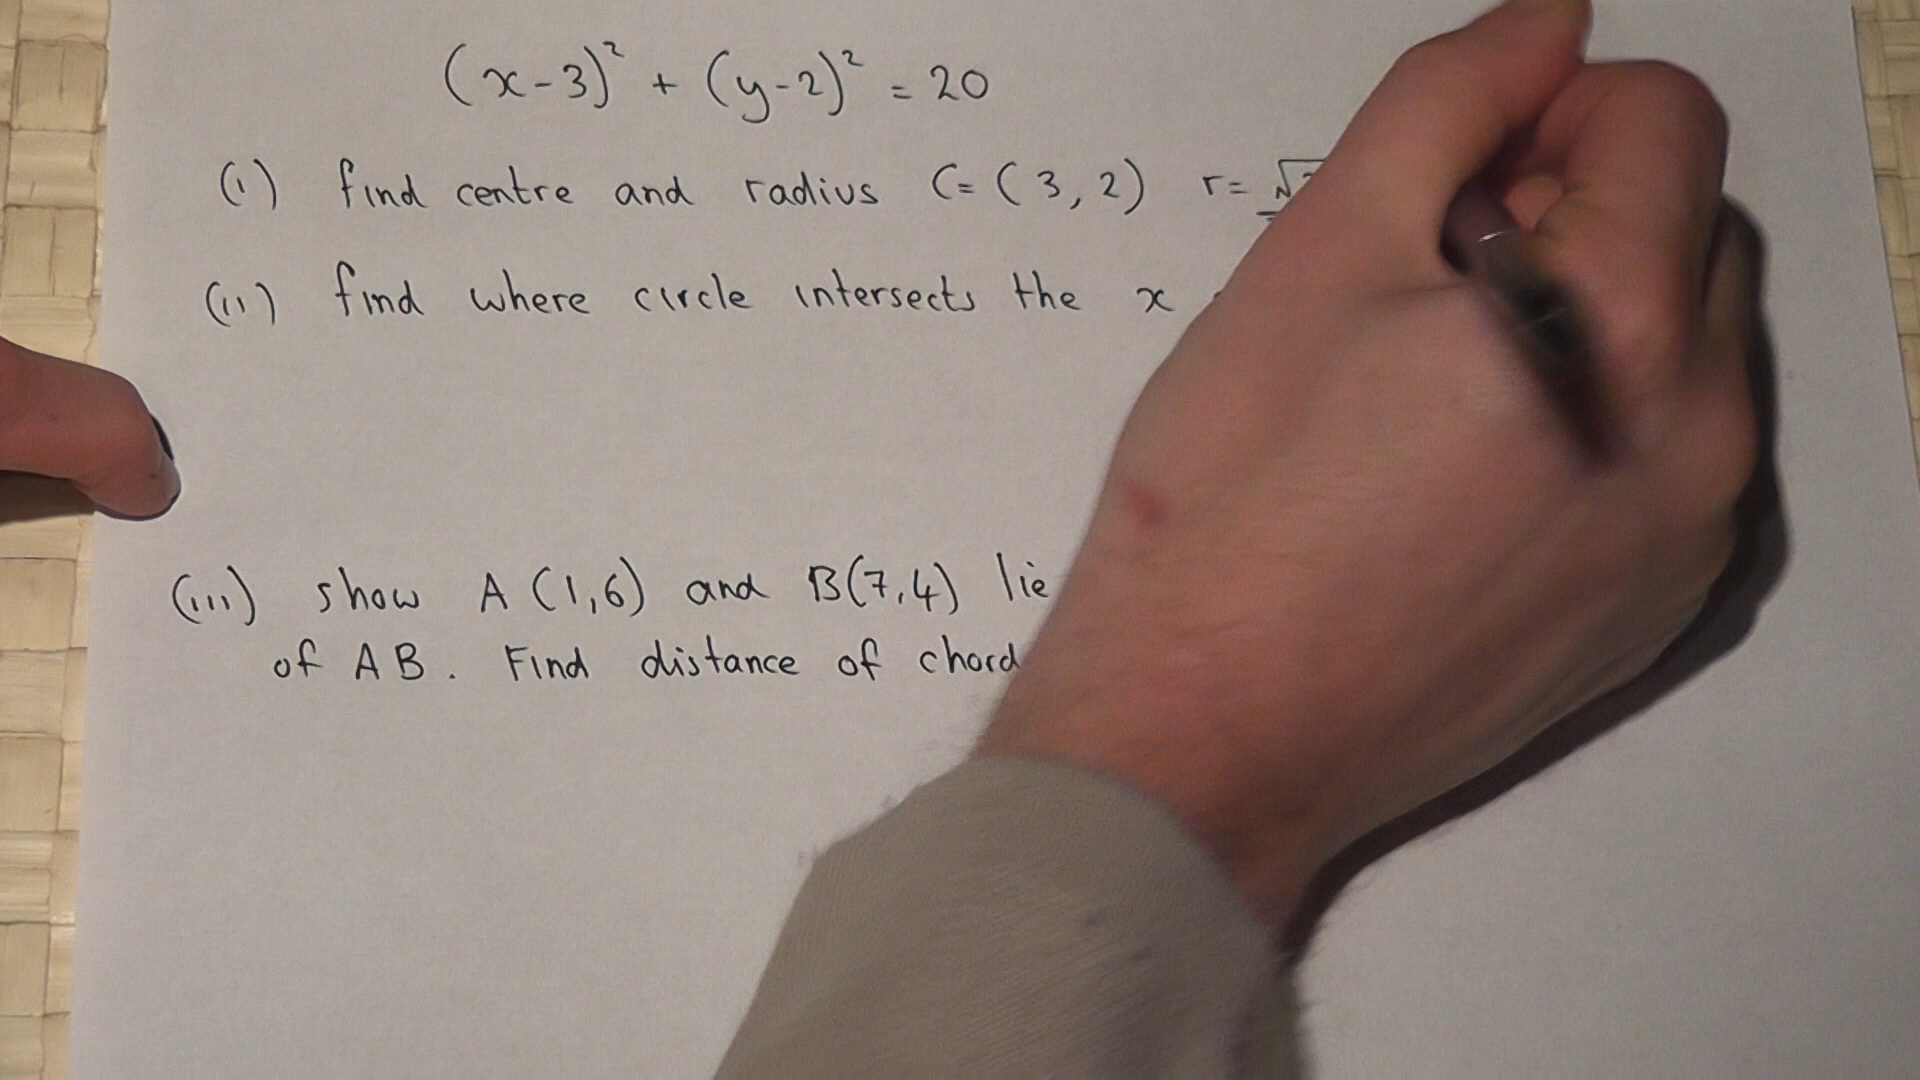 (x-3)² + (y-2)² = 20
(i) find centre and radius C = (3, 2) r = √
(ii) find where circle intersects the x
(iii) show A (1,6) and B(7,4) lie
of AB. Find distance of chord